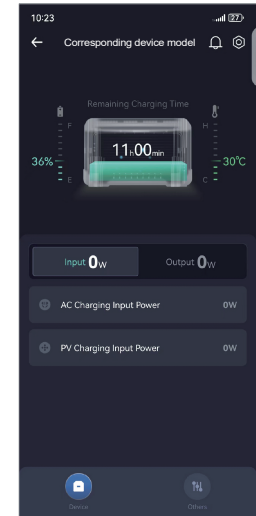 10:23
27
Corresponding device model
Remaining Charging Time
F
H
11h00min
36%
30°C
E
C
Input 0W
Output 0W
AC Charging Input Power 0W
PV Charging Input Power 0W
Device
Others